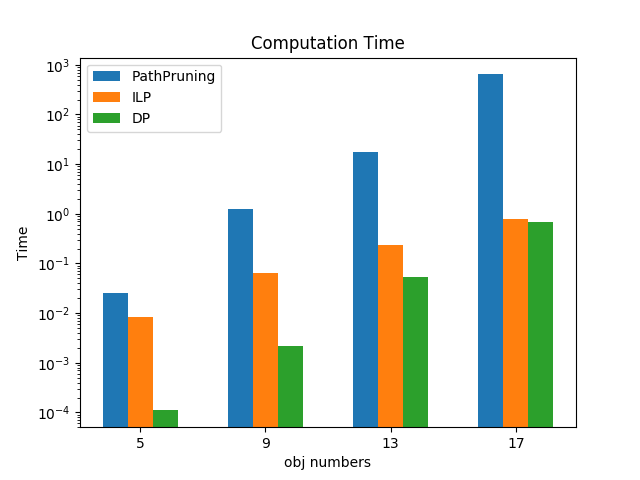 Computation Time
PathPruning
ILP
DP
Time
10³
10²
10¹
10⁰
10⁻¹
10⁻²
10⁻³
10⁻⁴
5 9 13 17
obj numbers